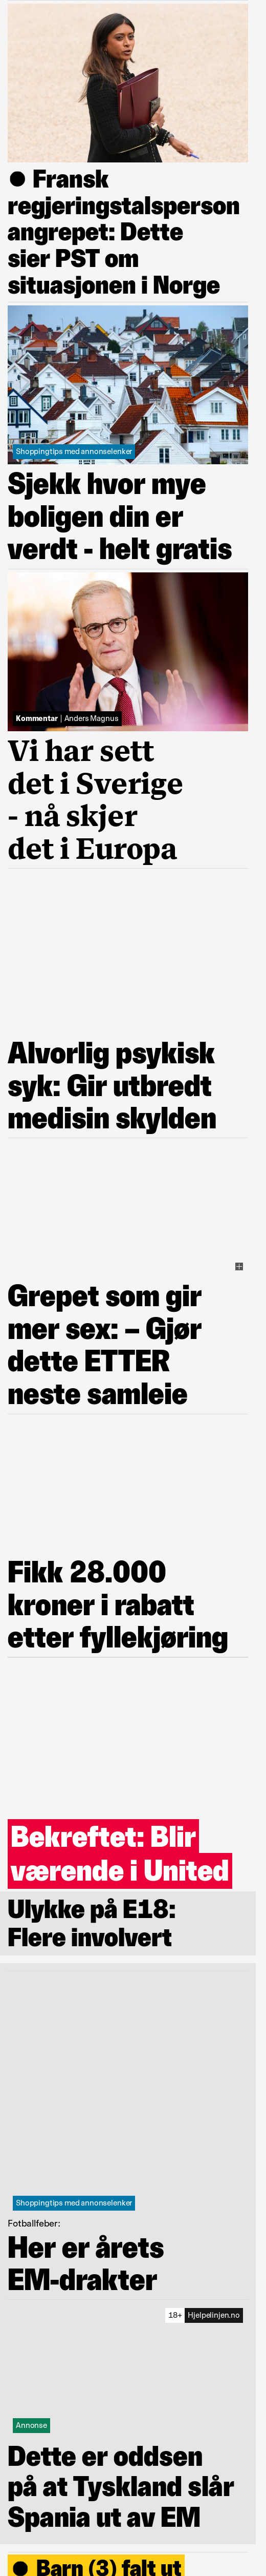 Fransk
regjeringstalsperson
angrepet: Dette
sier PST om
situasjonen i Norge
Shoppingtips med annonselenker
Sjekk hvor mye
boligen din er
verdt - helt gratis
Kommentar | Anders Magnus
Vi har sett
det i Sverige
- nå skjer
det i Europa
Alvorlig psykisk
syk: Gir utbredt
medisin skylden
Grepet som gir
mer sex: – Gjør
dette ETTER
neste samleie
Fikk 28.000
kroner i rabatt
etter fyllekjøring
Bekreftet: Blir
værende i United
Ulykke på E18:
Flere involvert
Shoppingtips med annonselenker
Fotballfeber:
Her er årets
EM-drakter
18+ Hjelpelinjen.no
Annonse
Dette er oddsen
på at Tyskland slår
Spania ut av EM
Barn (3) falt ut